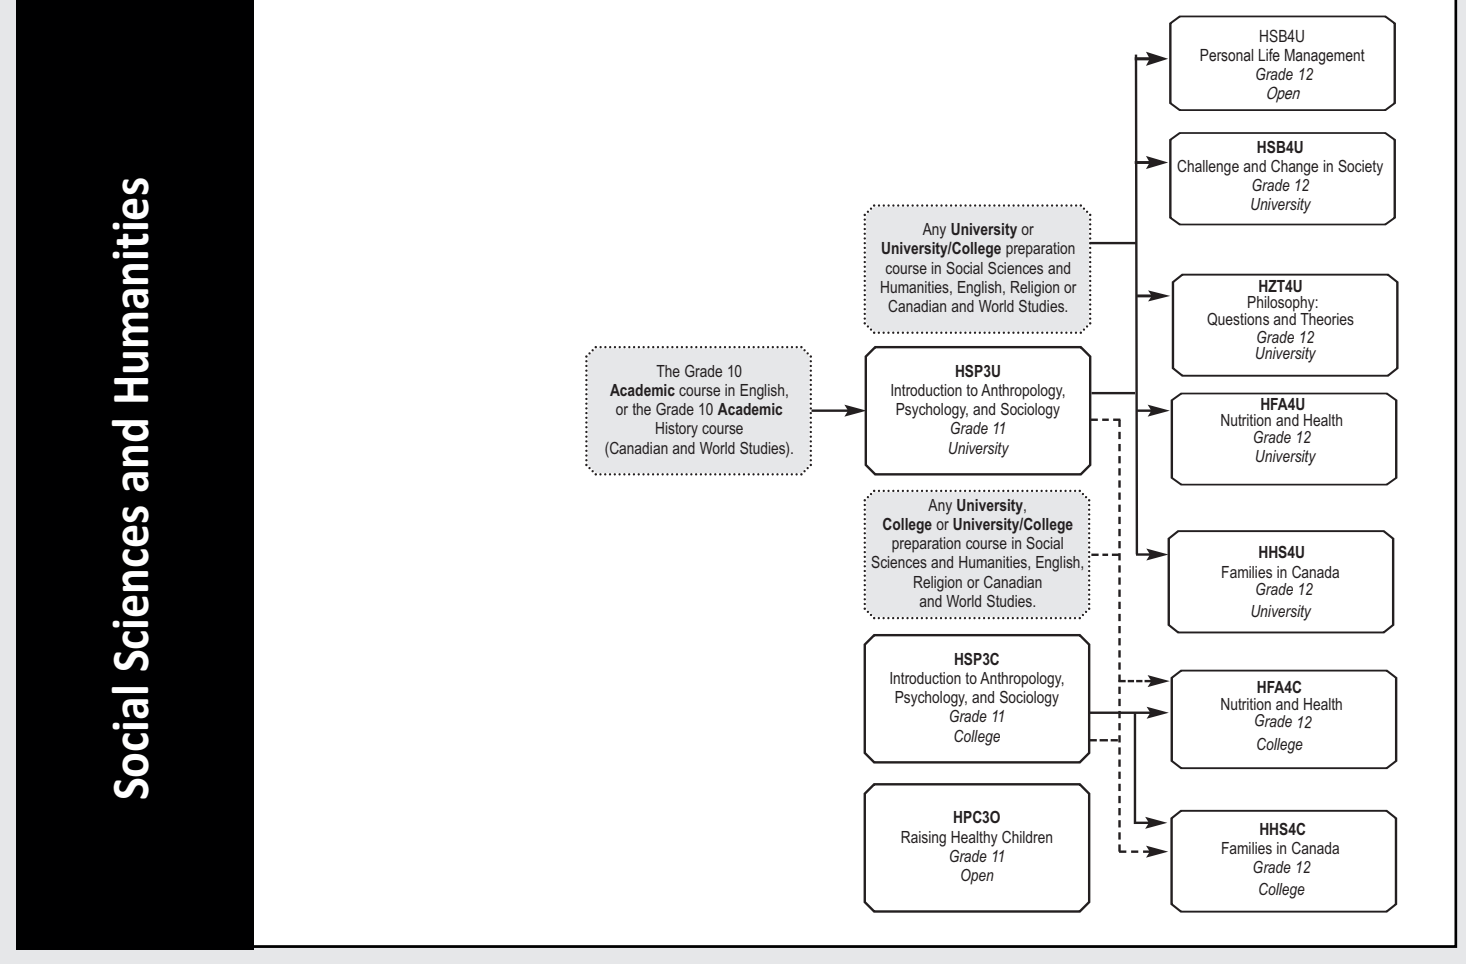 Social Sciences and Humanities
The Grade 10
Academic course in English,
or the Grade 10 Academic
History course
(Canadian and World Studies).
Any University or
University/College preparation
course in Social Sciences and
Humanities, English, Religion or
Canadian and World Studies.
HSP3U
Introduction to Anthropology,
Psychology, and Sociology
Grade 11
University
Any University,
College or University/College
preparation course in Social
Sciences and Humanities, English,
Religion or Canadian
and World Studies.
HSP3C
Introduction to Anthropology,
Psychology, and Sociology
Grade 11
College
HPC3O
Raising Healthy Children
Grade 11
Open
HSB4U
Personal Life Management
Grade 12
Open
HSB4U
Challenge and Change in Society
Grade 12
University
HZT4U
Philosophy:
Questions and Theories
Grade 12
University
HFA4U
Nutrition and Health
Grade 12
University
HHS4U
Families in Canada
Grade 12
University
HFA4C
Nutrition and Health
Grade 12
College
HHS4C
Families in Canada
Grade 12
College